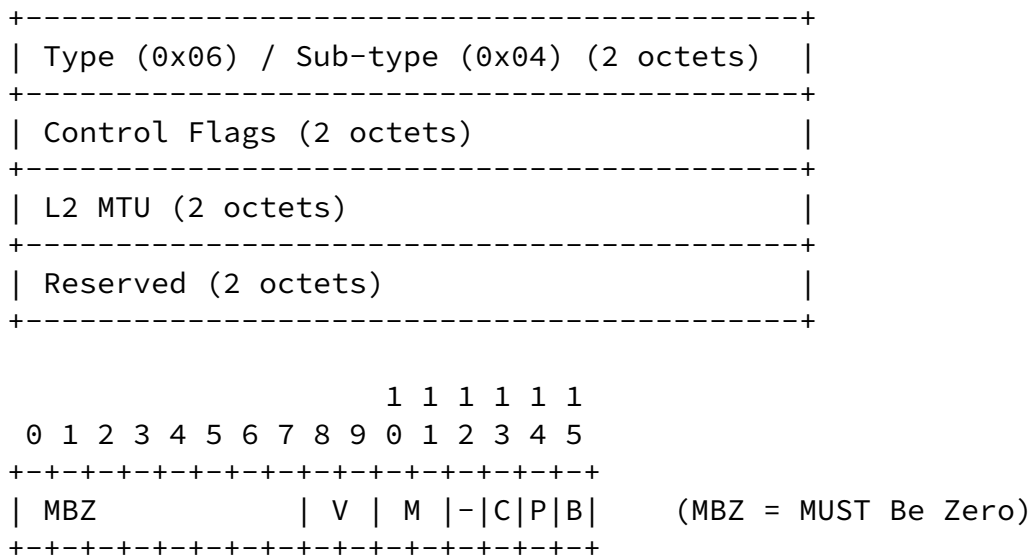 +-------------------------------------------+
| Type (0x06) / Sub-type (0x04) (2 octets)  |
+-------------------------------------------+
| Control Flags (2 octets)                  |
+-------------------------------------------+
| L2 MTU (2 octets)                         |
+-------------------------------------------+
| Reserved (2 octets)                       |
+-------------------------------------------+
                     1 1 1 1 1 1
 0 1 2 3 4 5 6 7 8 9 0 1 2 3 4 5
+-+-+-+-+-+-+-+-+-+-+-+-+-+-+-+-+
| MBZ           | V | M |-|C|P|B|    (MBZ = MUST Be Zero)
+-+-+-+-+-+-+-+-+-+-+-+-+-+-+-+-+